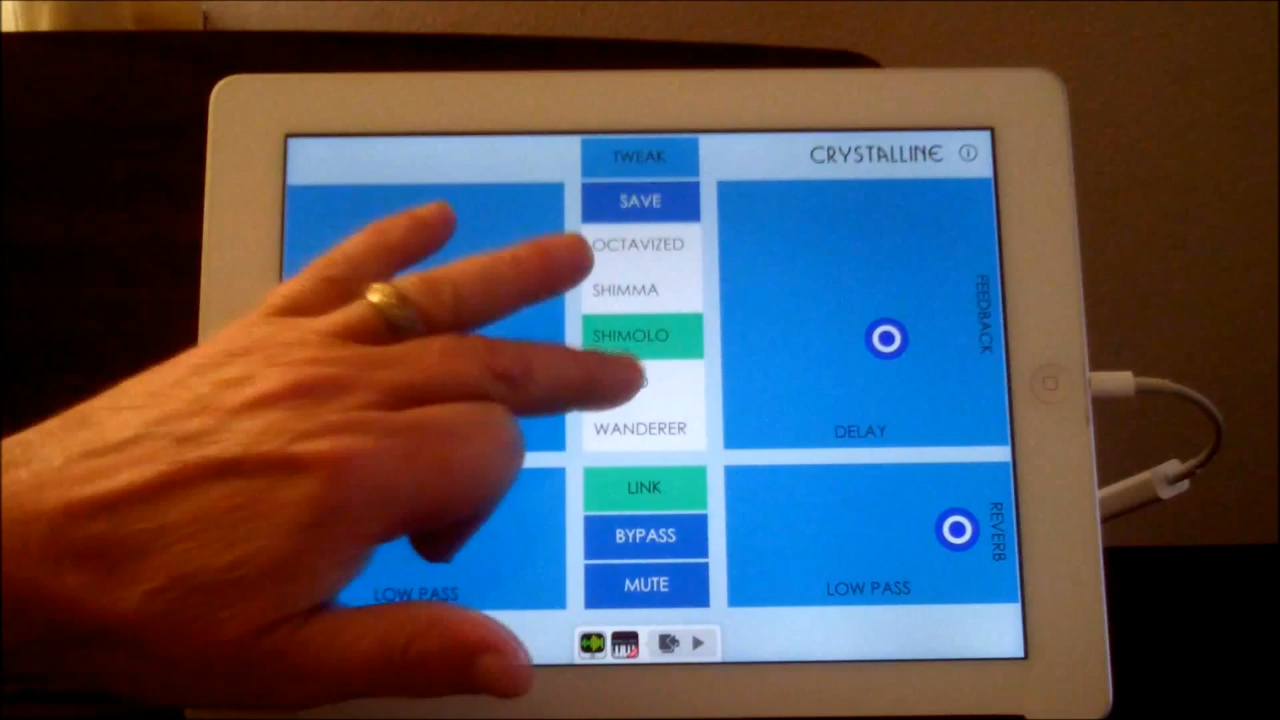 TWEAK
CRYSTALLINE
SAVE
OCTAVIZED
SHIMMA
SHIMOLO
WANDERER
FEEDBACK
DELAY
LINK
BYPASS
MUTE
LOW PASS
REVERB
LOW PASS